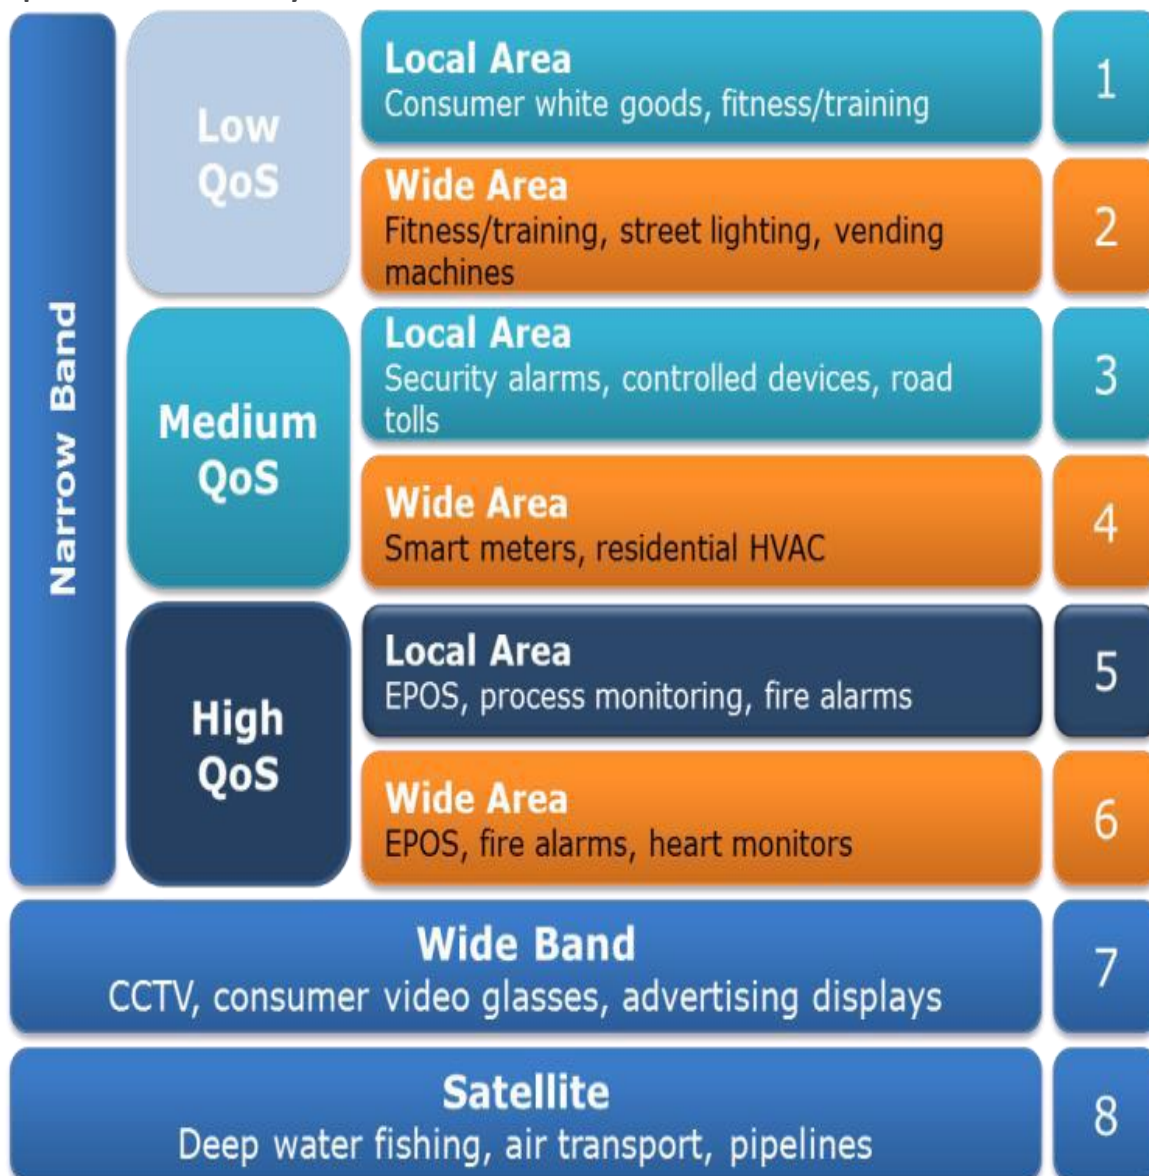 Narrow Band
Low
QoS
Local Area
Consumer white goods, fitness/training
1
Wide Area
Fitness/training, street lighting, vending
machines
2
Medium
QoS
Local Area
Security alarms, controlled devices, road
tolls
3
Wide Area
Smart meters, residential HVAC
4
High
QoS
Local Area
EPOS, process monitoring, fire alarms
5
Wide Area
EPOS, fire alarms, heart monitors
6
Wide Band
CCTV, consumer video glasses, advertising displays
7
Satellite
Deep water fishing, air transport, pipelines
8